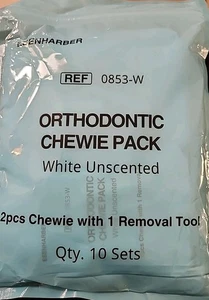 REF 0853-W
ORTHODONTIC
CHEWIE PACK
White Unscented
2pcs Chewie with 1 Removal Tool
Qty. 10 Sets